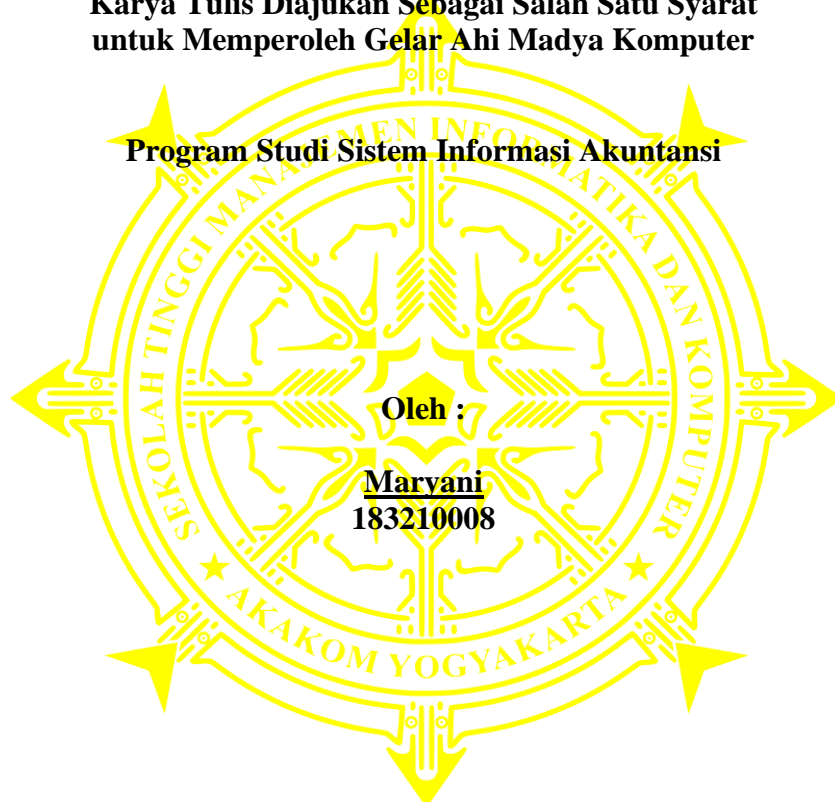 Karya Tulis Diajukan Sebagai Salah Satu Syarat
untuk Memperoleh Gelar Ahi Madya Komputer
Program Studi Sistem Informasi Akuntansi
SEKOLAH TINGGI MANAJEMEN INFORMATIKA DAN KOMPUTER
Oleh :
Maryani
183210008
★ AKAKOM YOGYAKARTA ★